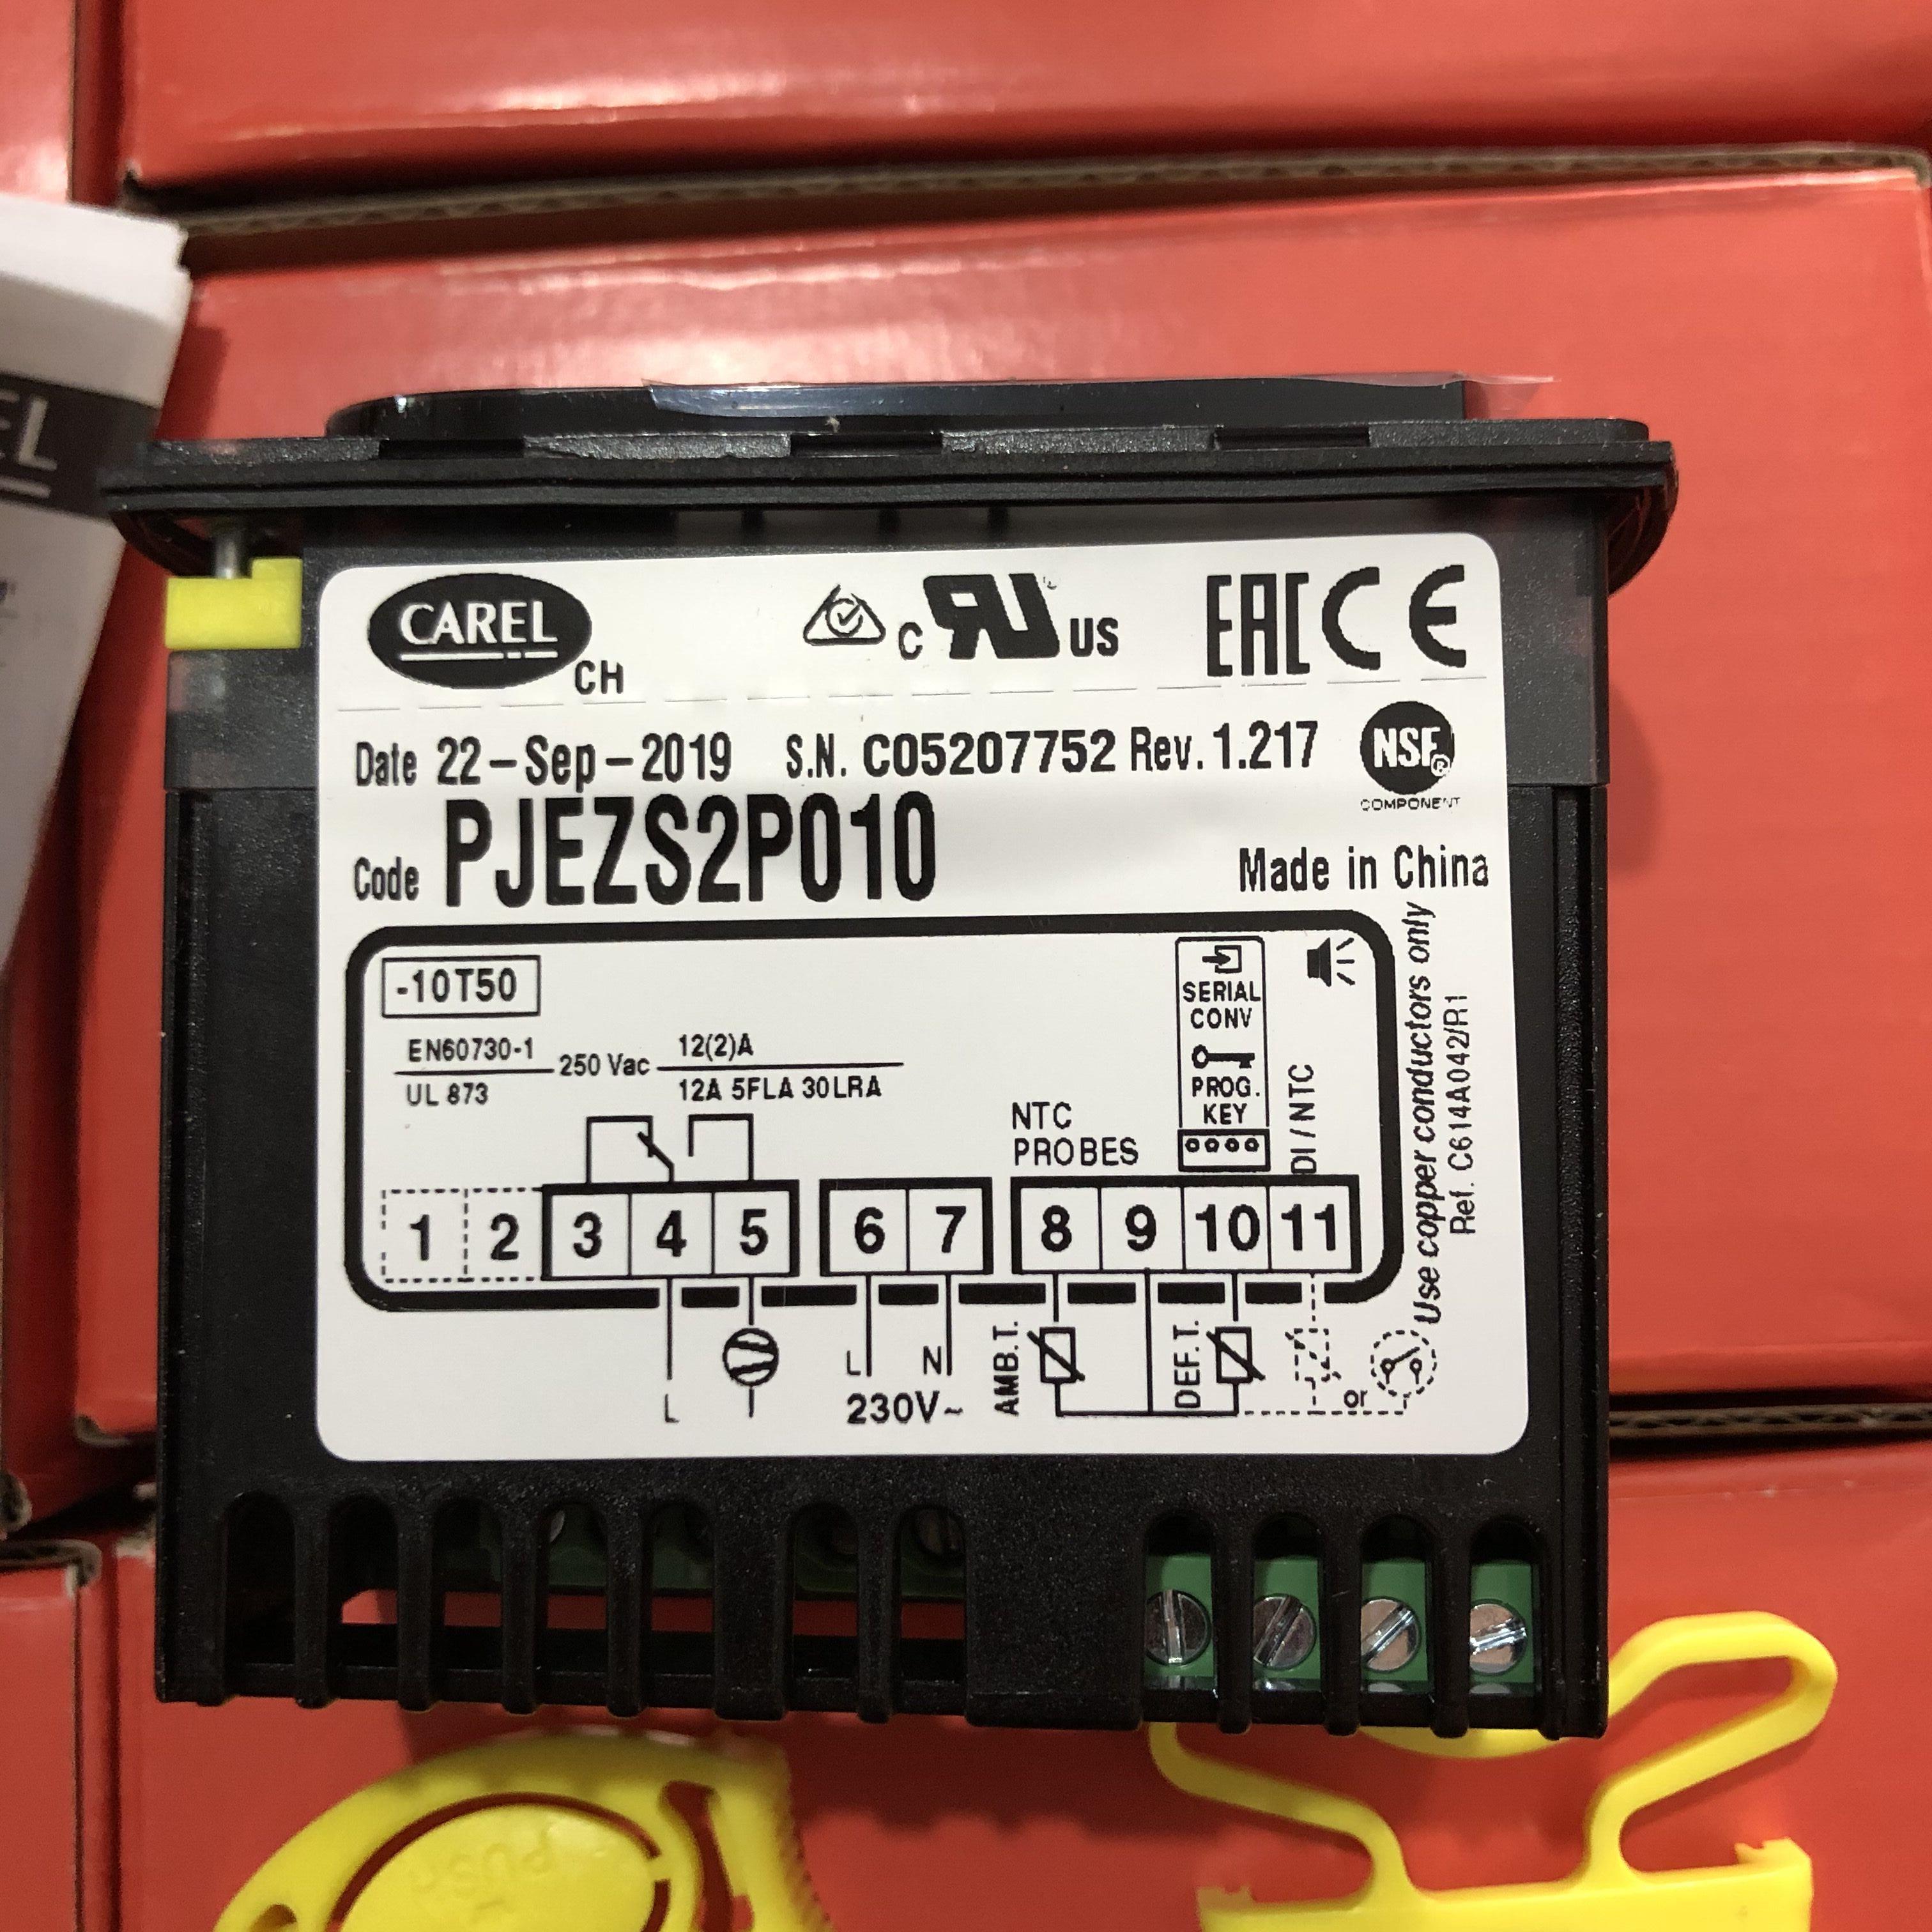 EL
CAREL
CH
c RU US
EAC CE
Date 22-Sep-2019 S.N. C05207752 Rev. 1.217
NSF®
COMPONENT
Code PJEZS2P010
Made in China
-10T50
EN60730-1
UL 873
250 Vac
12(2)A
12A 5FLA 30LRA
NTC
PROBES
SERIAL
CONV
PROG.
KEY
DI / NTC
Use copper conductors only
Ref. C614A042/R1
1 2 3 4 5 6 7 8 9 10 11
L
L N
230V~
AMB.T.
DEF.T.
or
PUSH